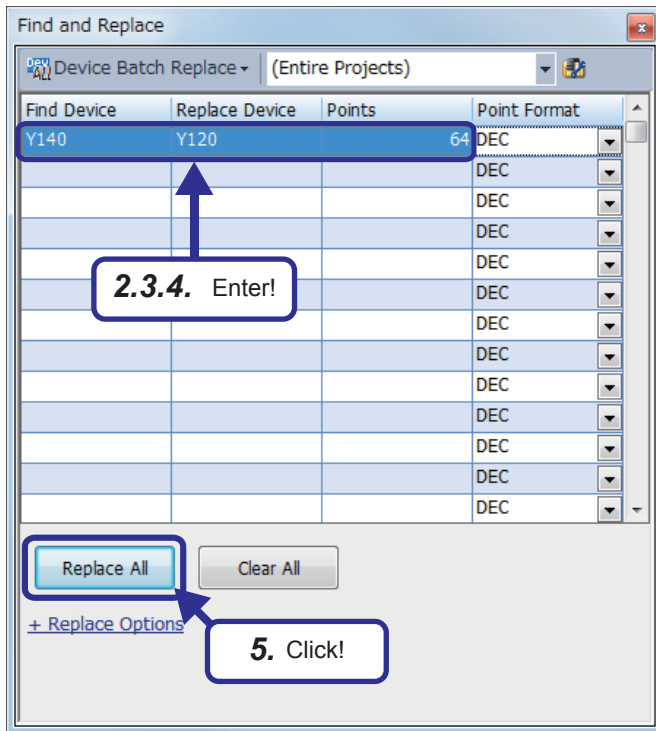 Find and Replace
Dev ALL Device Batch Replace (Entire Projects)
Find Device Replace Device Points Point Format
Y140 Y120 64 DEC
DEC
DEC
DEC
DEC
2.3.4. Enter!
DEC
DEC
DEC
DEC
DEC
DEC
DEC
DEC
Replace All Clear All
+ Replace Options
5. Click!